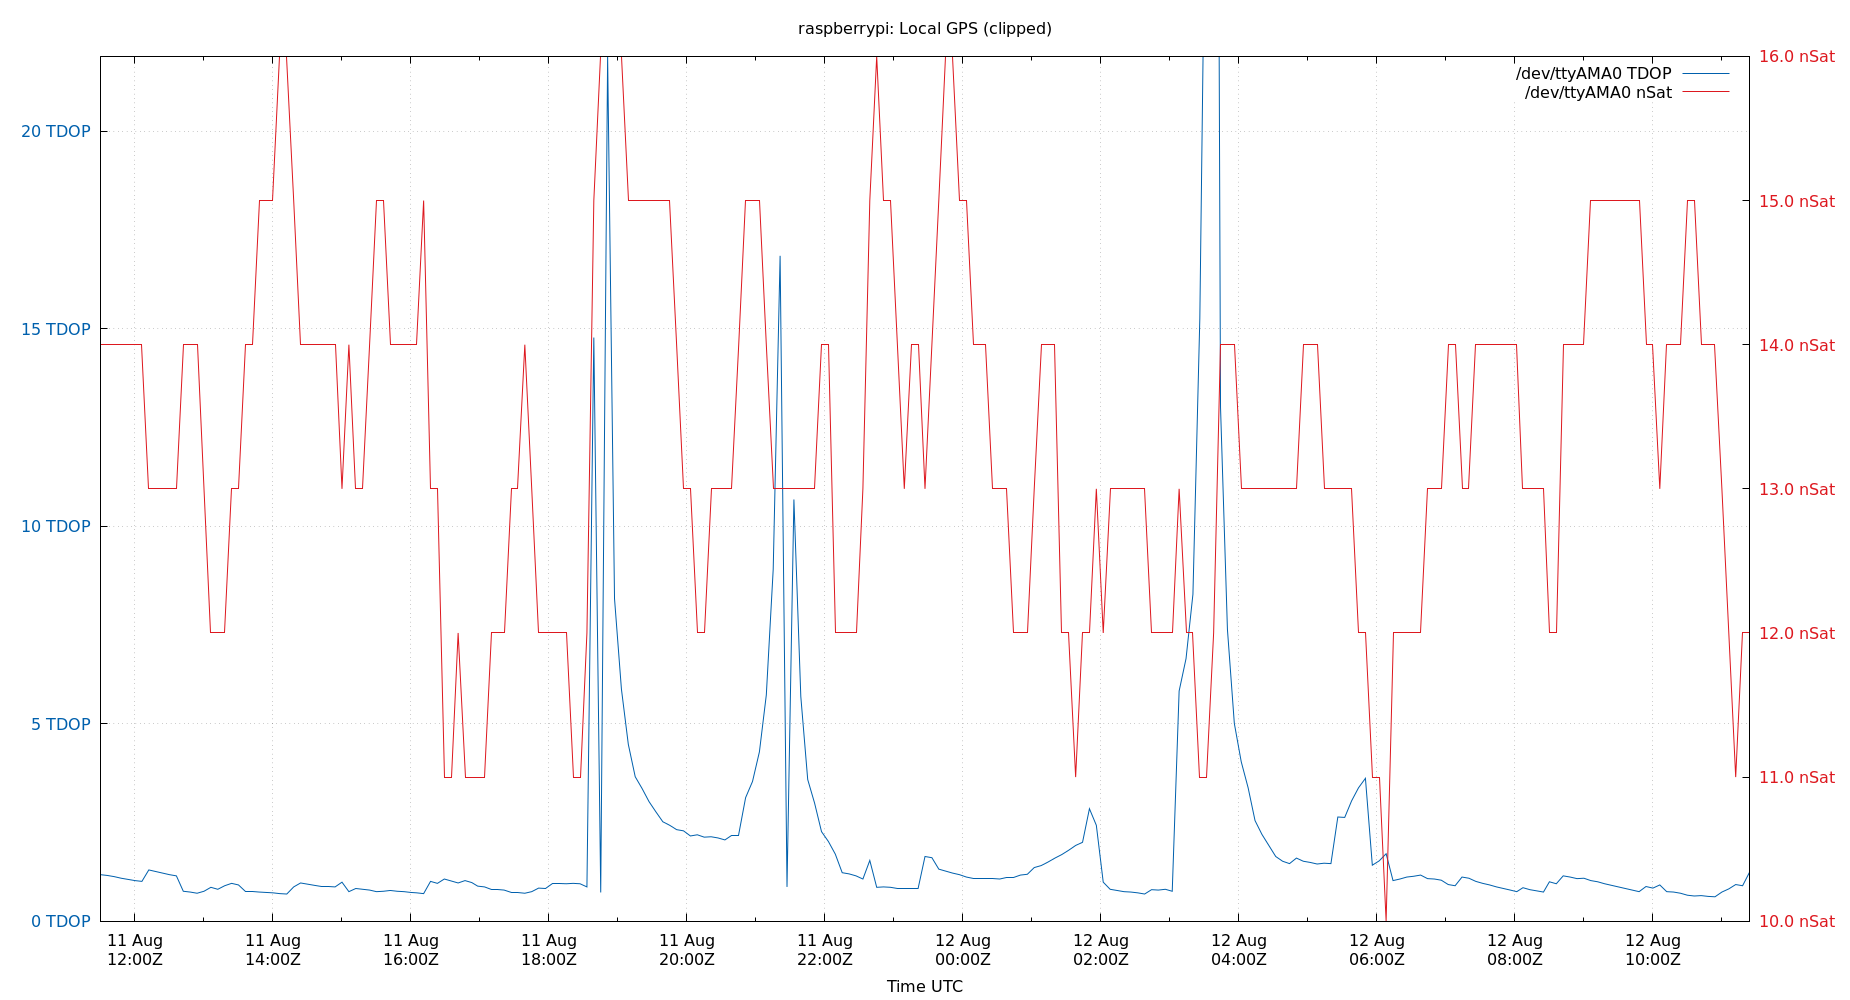 raspberrypi: Local GPS (clipped)
/dev/ttyAMA0 TDOP
/dev/ttyAMA0 nSat
20 TDOP
15 TDOP
10 TDOP
5 TDOP
0 TDOP
16.0 nSat
15.0 nSat
14.0 nSat
13.0 nSat
12.0 nSat
11.0 nSat
10.0 nSat
11 Aug
12:00Z
11 Aug
14:00Z
11 Aug
16:00Z
11 Aug
18:00Z
11 Aug
20:00Z
11 Aug
22:00Z
12 Aug
00:00Z
12 Aug
02:00Z
12 Aug
04:00Z
12 Aug
06:00Z
12 Aug
08:00Z
12 Aug
10:00Z
Time UTC